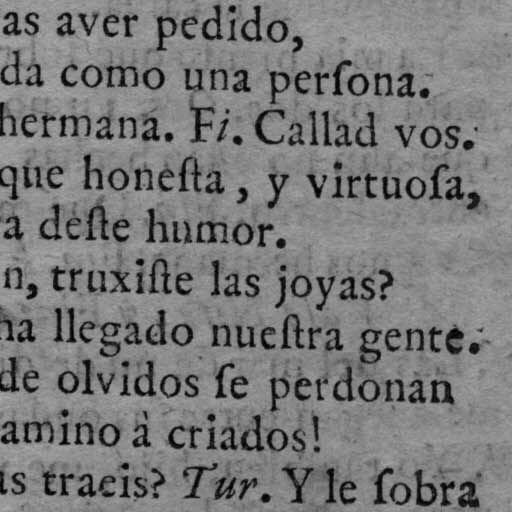 as aver pedido,
da como una perſona.
hermana. Fi. Callad vos.
que honeſta, y virtuoſa,
a deſte humor.
n, truxiſte las joyas?
ha llegado nueſtra gente.
de olvidos ſe perdonan
amino à criados!
as traeis? Tur. Y le ſobra